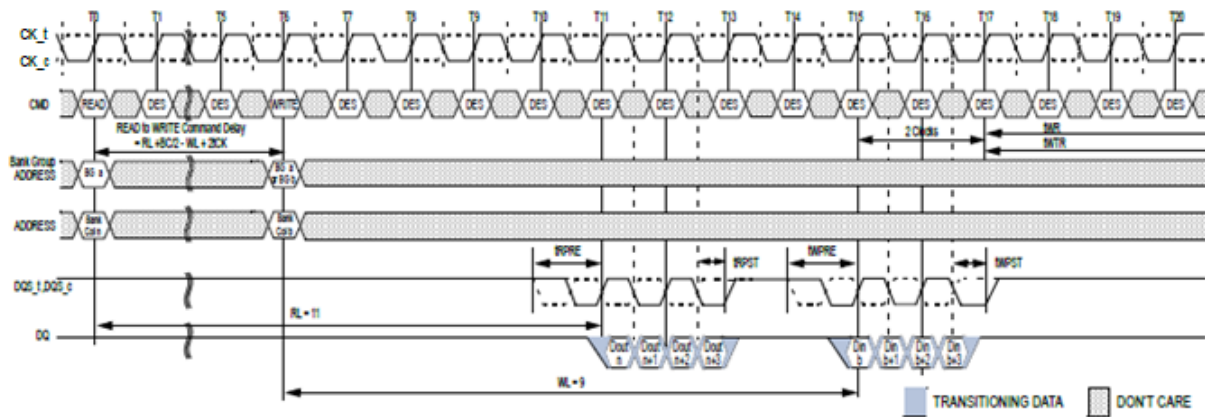 T0 T1 T5 T6 T7 T8 T9 T10 T11 T12 T13 T14 T15 T16 T17 T18 T19 T20
CK_t
CK_c
CMD READ DES DES WRITE DES DES DES DES DES DES DES DES DES DES DES DES DES DES
READ to WRITE Command Delay
= RL +BC/2 - WL + 2tCK
2 Clocks
tWR
tWTR
Bank Group
ADDRESS
BG a
BG a
or BG b
ADDRESS
Bank
Col n
Bank
Col b
tRPRE tRPST tWPRE tWPST
DQS_t,DQS_c
RL = 11
DQ
Dout
n
Dout
n+1
Dout
n+2
Dout
n+3
Din
b
Din
b+1
Din
b+2
Din
b+3
WL = 9
TRANSITIONING DATA DON'T CARE